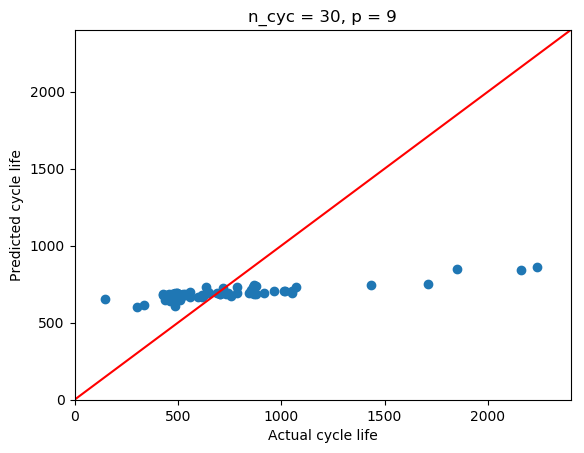 n_cyc = 30, p = 9
Predicted cycle life
2000
1500
1000
500
0
0 500 1000 1500 2000
Actual cycle life